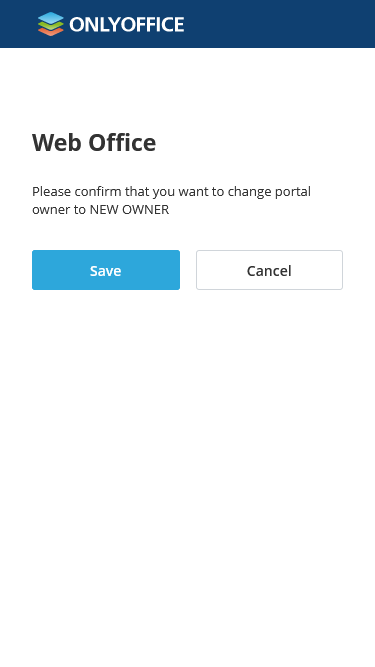 ONLYOFFICE
Web Office
Please confirm that you want to change portal
owner to NEW OWNER
Save
Cancel